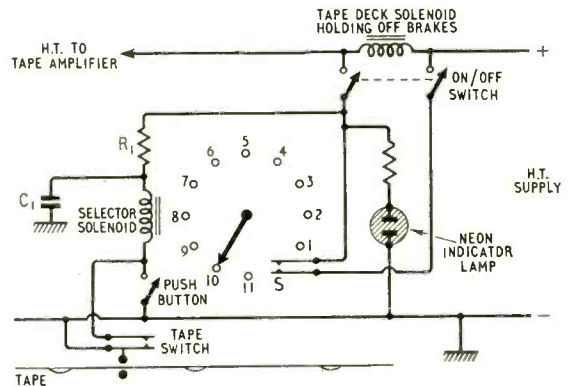 TAPE DECK SOLENOID
HOLDING OFF BRAKES
H.T. TO
TAPE AMPLIFIER
+
ON/OFF
SWITCH
R1
5
6
4
7
3
H.T.
SUPPLY
C1
SELECTOR
SOLENOID
8
2
9
1
NEON
INDICATOR
LAMP
10
11
S
PUSH
BUTTON
−
TAPE
SWITCH
TAPE